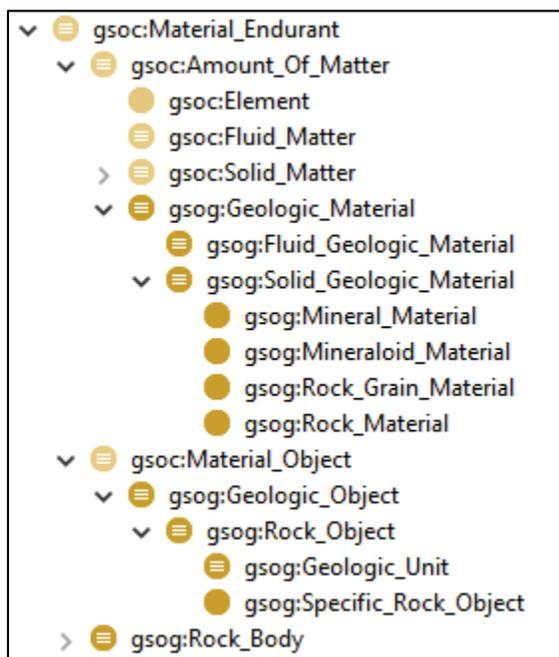 gsoc:Material_Endurant
gsoc:Amount_Of_Matter
gsoc:Element
gsoc:Fluid_Matter
gsoc:Solid_Matter
gsog:Geologic_Material
gsog:Fluid_Geologic_Material
gsog:Solid_Geologic_Material
gsog:Mineral_Material
gsog:Mineraloid_Material
gsog:Rock_Grain_Material
gsog:Rock_Material
gsoc:Material_Object
gsog:Geologic_Object
gsog:Rock_Object
gsog:Geologic_Unit
gsog:Specific_Rock_Object
gsog:Rock_Body